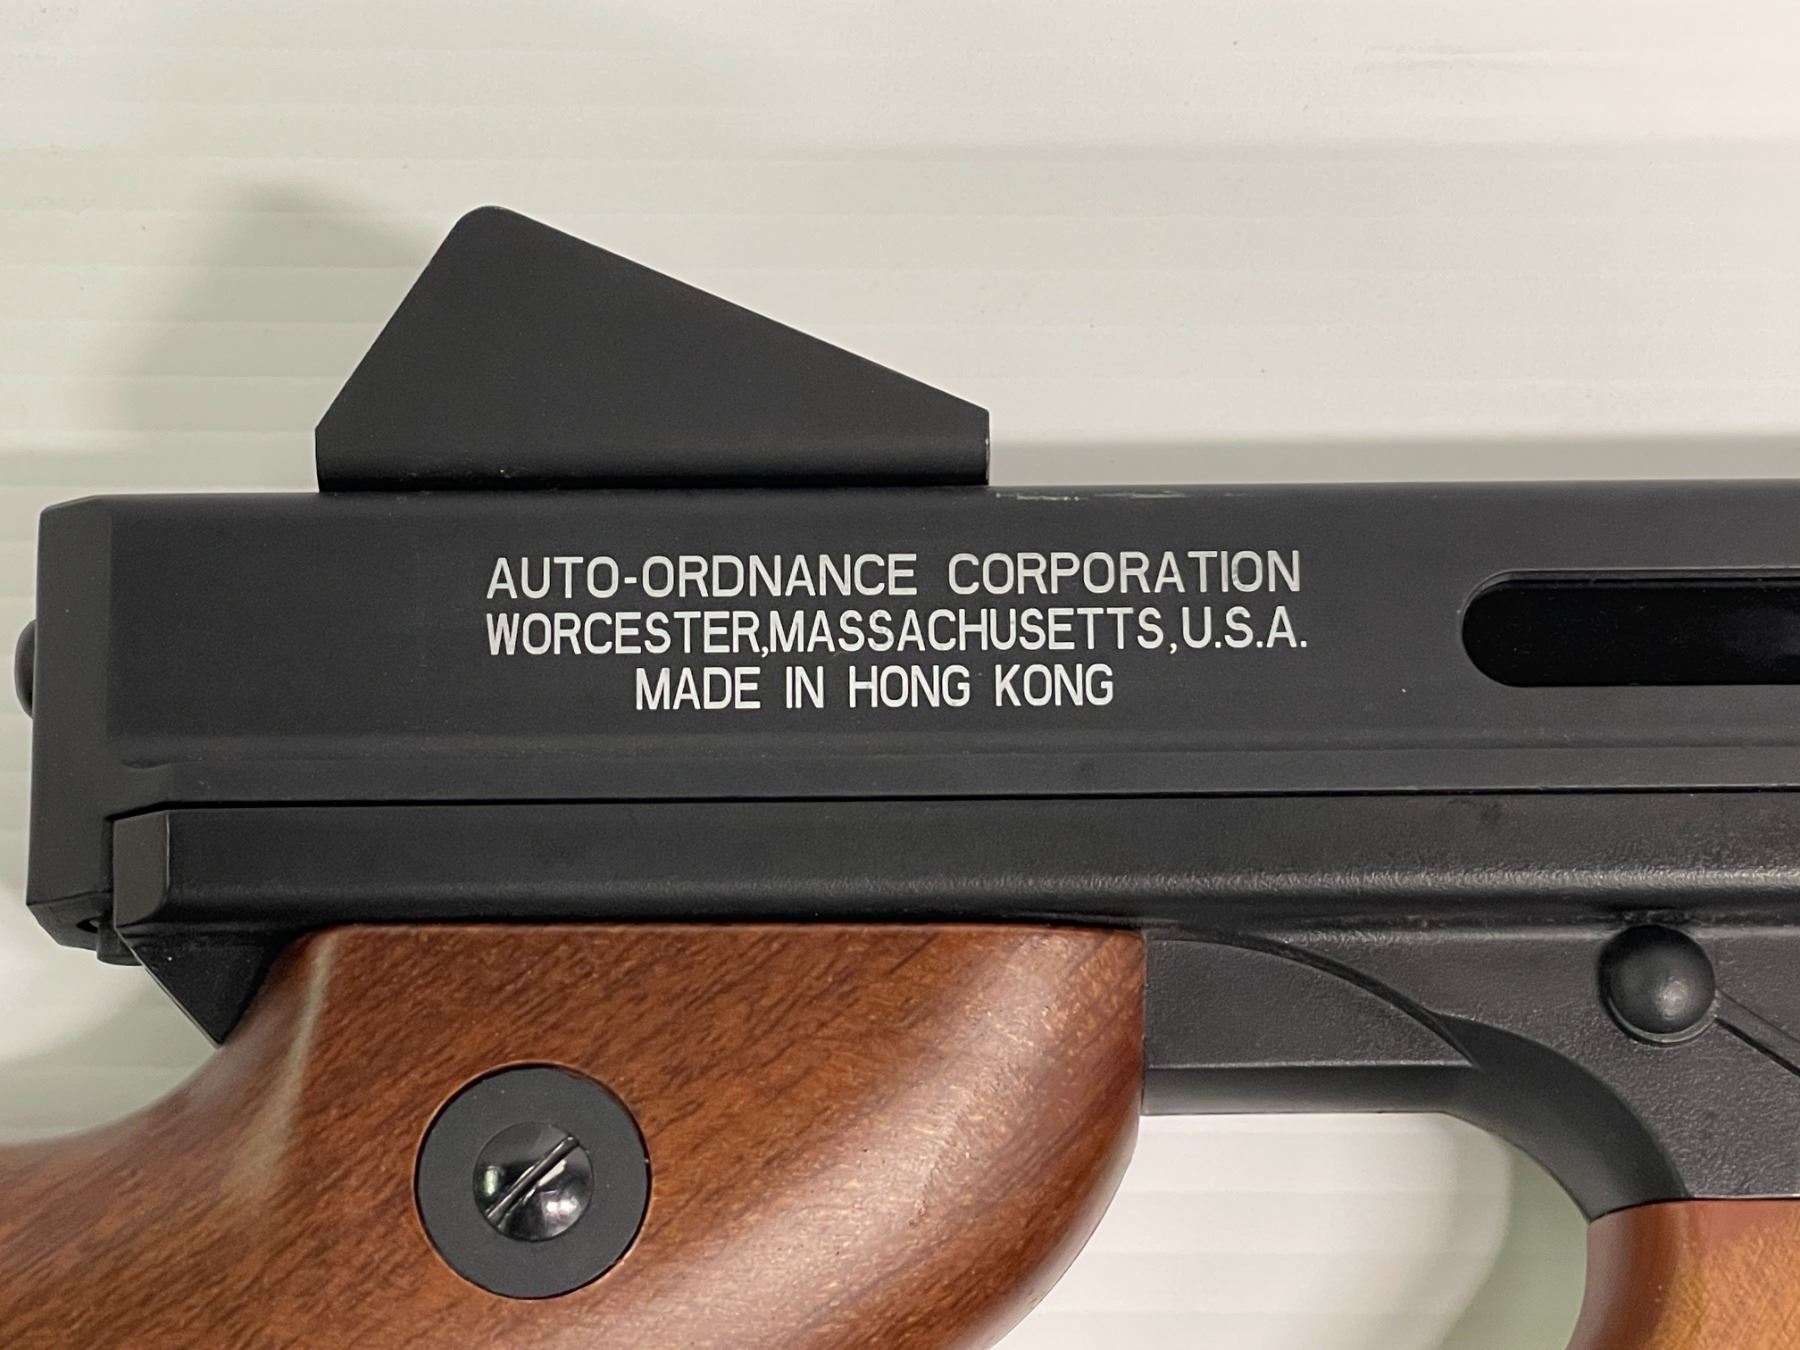 AUTO-ORDNANCE CORPORATION
WORCESTER,MASSACHUSETTS,U.S.A.
MADE IN HONG KONG